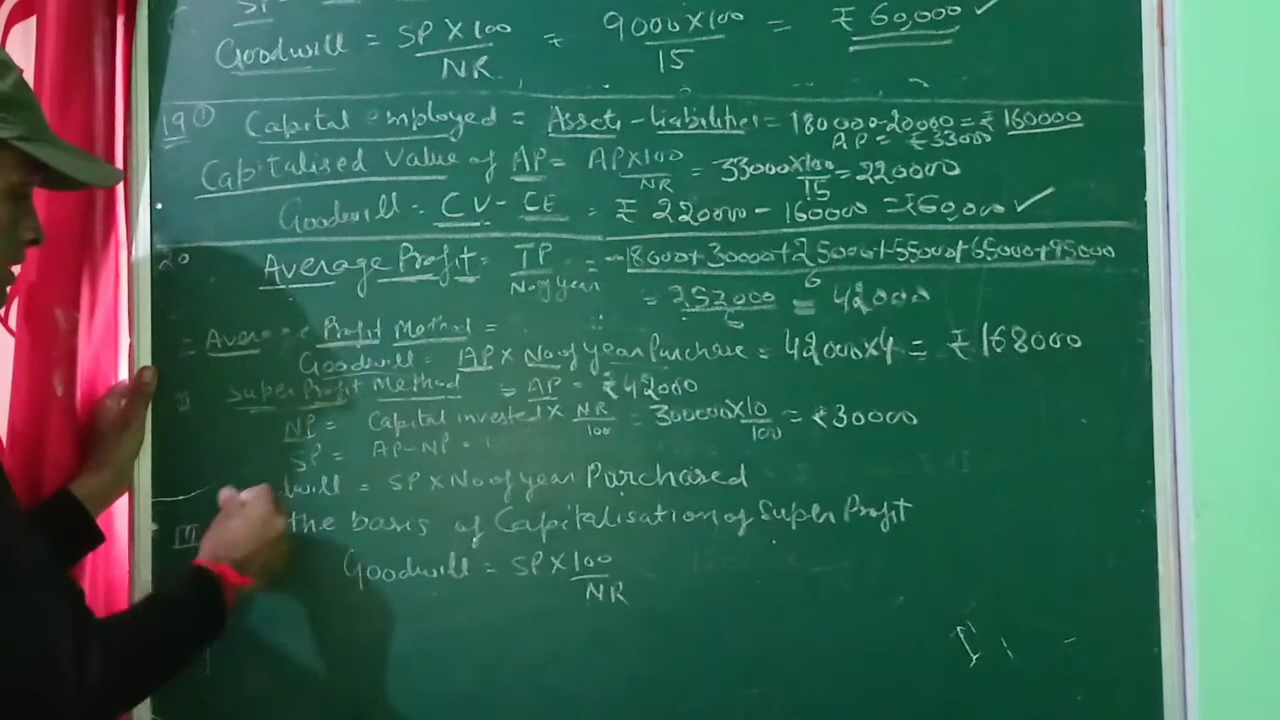 SP =
Goodwill = SP X 100 / NR = 9000 X 100 / 15 = ₹ 60,000 ✓
19 ① Capital employed = Assets - Liabilities = 180000 - 20000 = ₹ 160000
AP = ₹ 33000
Capitalised Value of AP = AP X 100 / NR = 33000 X 100 / 15 = 220000
Goodwill = CV - CE = ₹ 220000 - 160000 = ₹ 60,000 ✓
20 Average Profit = TP / No of year = -18000 + 30000 + 25000 + 55000 + 65000 + 95000 / 6
= 252000 / 6 = 42000
= Average Profit Method =
Goodwill = AP X No of year Purchase = 42000 X 4 = ₹ 168000
II Super Profit Method = AP = ₹ 42000
NP = Capital invested X NR / 100 = 300000 X 10 / 100 = ₹ 30000
SP = AP - NP =
will = SP X No of year Purchased
III the basis of Capitalisation of Super Profit
Goodwill = SP X 100 / NR